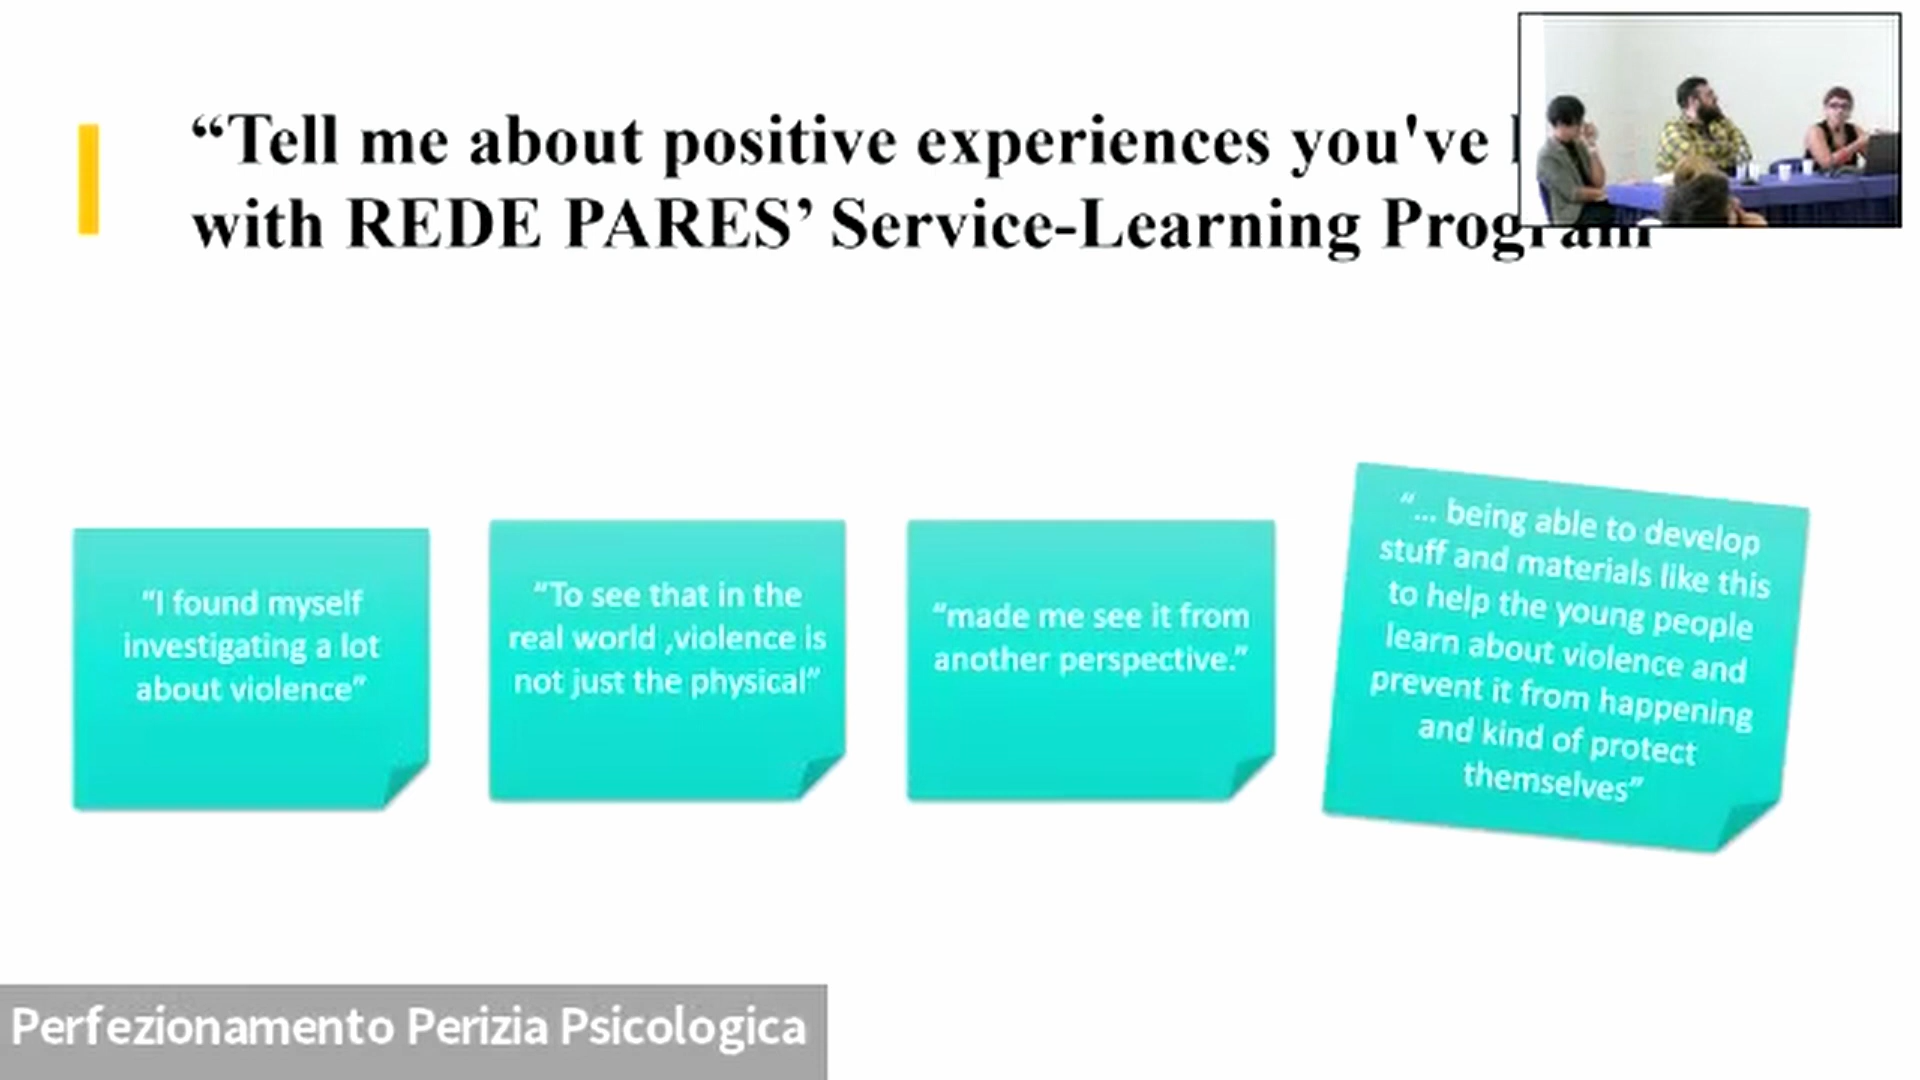 “Tell me about positive experiences you've
with REDE PARES’ Service-Learning Program
“I found myself
investigating a lot
about violence”
“To see that in the
real world ,violence is
not just the physical”
“made me see it from
another perspective.”
“... being able to develop
stuff and materials like this
to help the young people
learn about violence and
prevent it from happening
and kind of protect
themselves”
Perfezionamento Perizia Psicologica